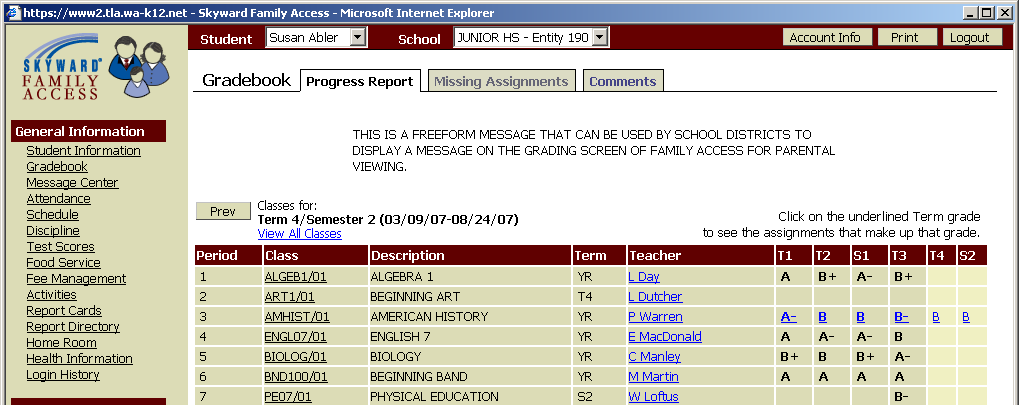 https://www2.tla.wa-k12.net - Skyward Family Access - Microsoft Internet Explorer
Student Susan Abler School JUNIOR HS - Entity 190 Account Info Print Logout
SKYWARD®
FAMILY
ACCESS
Gradebook Progress Report Missing Assignments Comments
THIS IS A FREEFORM MESSAGE THAT CAN BE USED BY SCHOOL DISTRICTS TO
DISPLAY A MESSAGE ON THE GRADING SCREEN OF FAMILY ACCESS FOR PARENTAL
VIEWING.
General Information
Student Information
Gradebook
Message Center
Attendance
Schedule
Discipline
Test Scores
Food Service
Fee Management
Activities
Report Cards
Report Directory
Home Room
Health Information
Login History
Prev
Classes for:
Term 4/Semester 2 (03/09/07-08/24/07)
View All Classes
Click on the underlined Term grade
to see the assignments that make up that grade.
Period Class Description Term Teacher T1 T2 S1 T3 T4 S2
1 ALGEB1/01 ALGEBRA 1 YR L Day A B+ A- B+
2 ART1/01 BEGINNING ART T4 L Dutcher
3 AMHIST/01 AMERICAN HISTORY YR P Warren A- B B B- B B
4 ENGL07/01 ENGLISH 7 YR E MacDonald A A- A- B
5 BIOLOG/01 BIOLOGY YR C Manley B+ B B+ A-
6 BND100/01 BEGINNING BAND YR M Martin A A A A
7 PE07/01 PHYSICAL EDUCATION S2 W Loftus B-